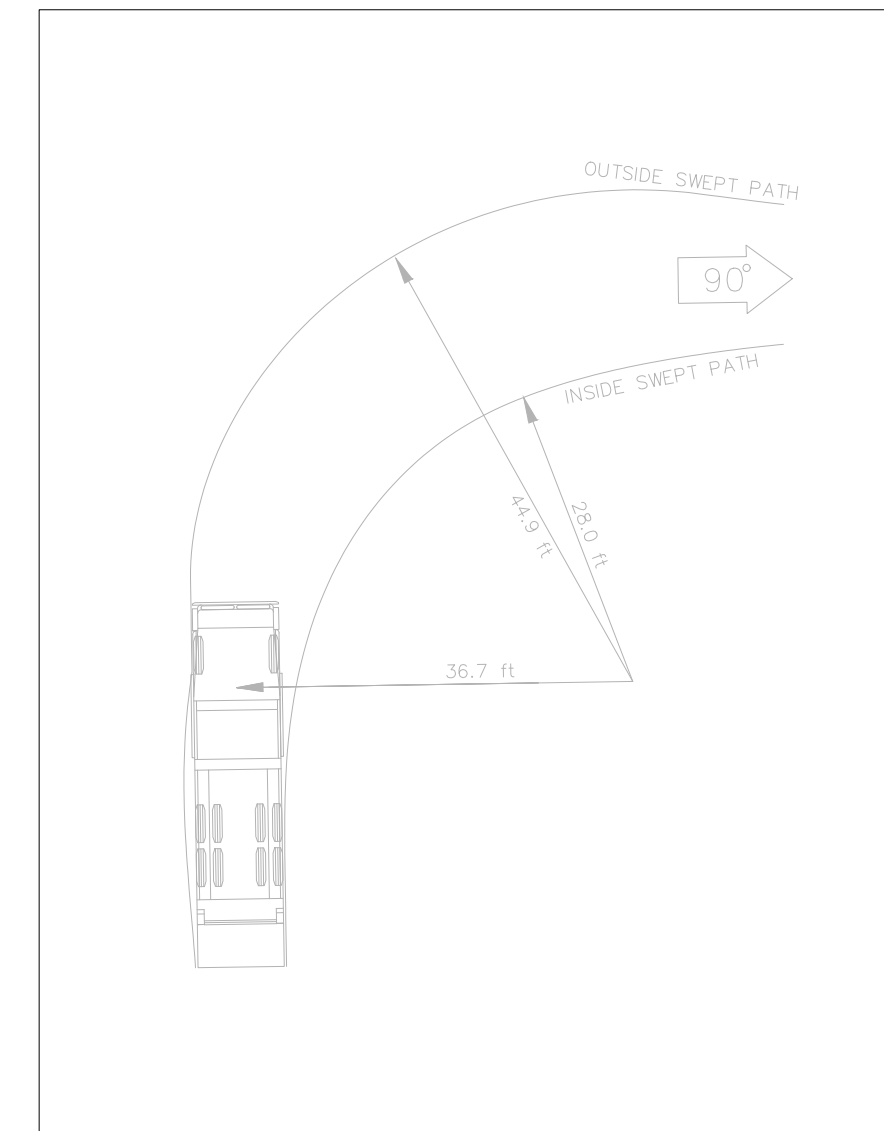 OUTSIDE SWEPT PATH
90°
INSIDE SWEPT PATH
44.9 ft
28.0 ft
36.7 ft